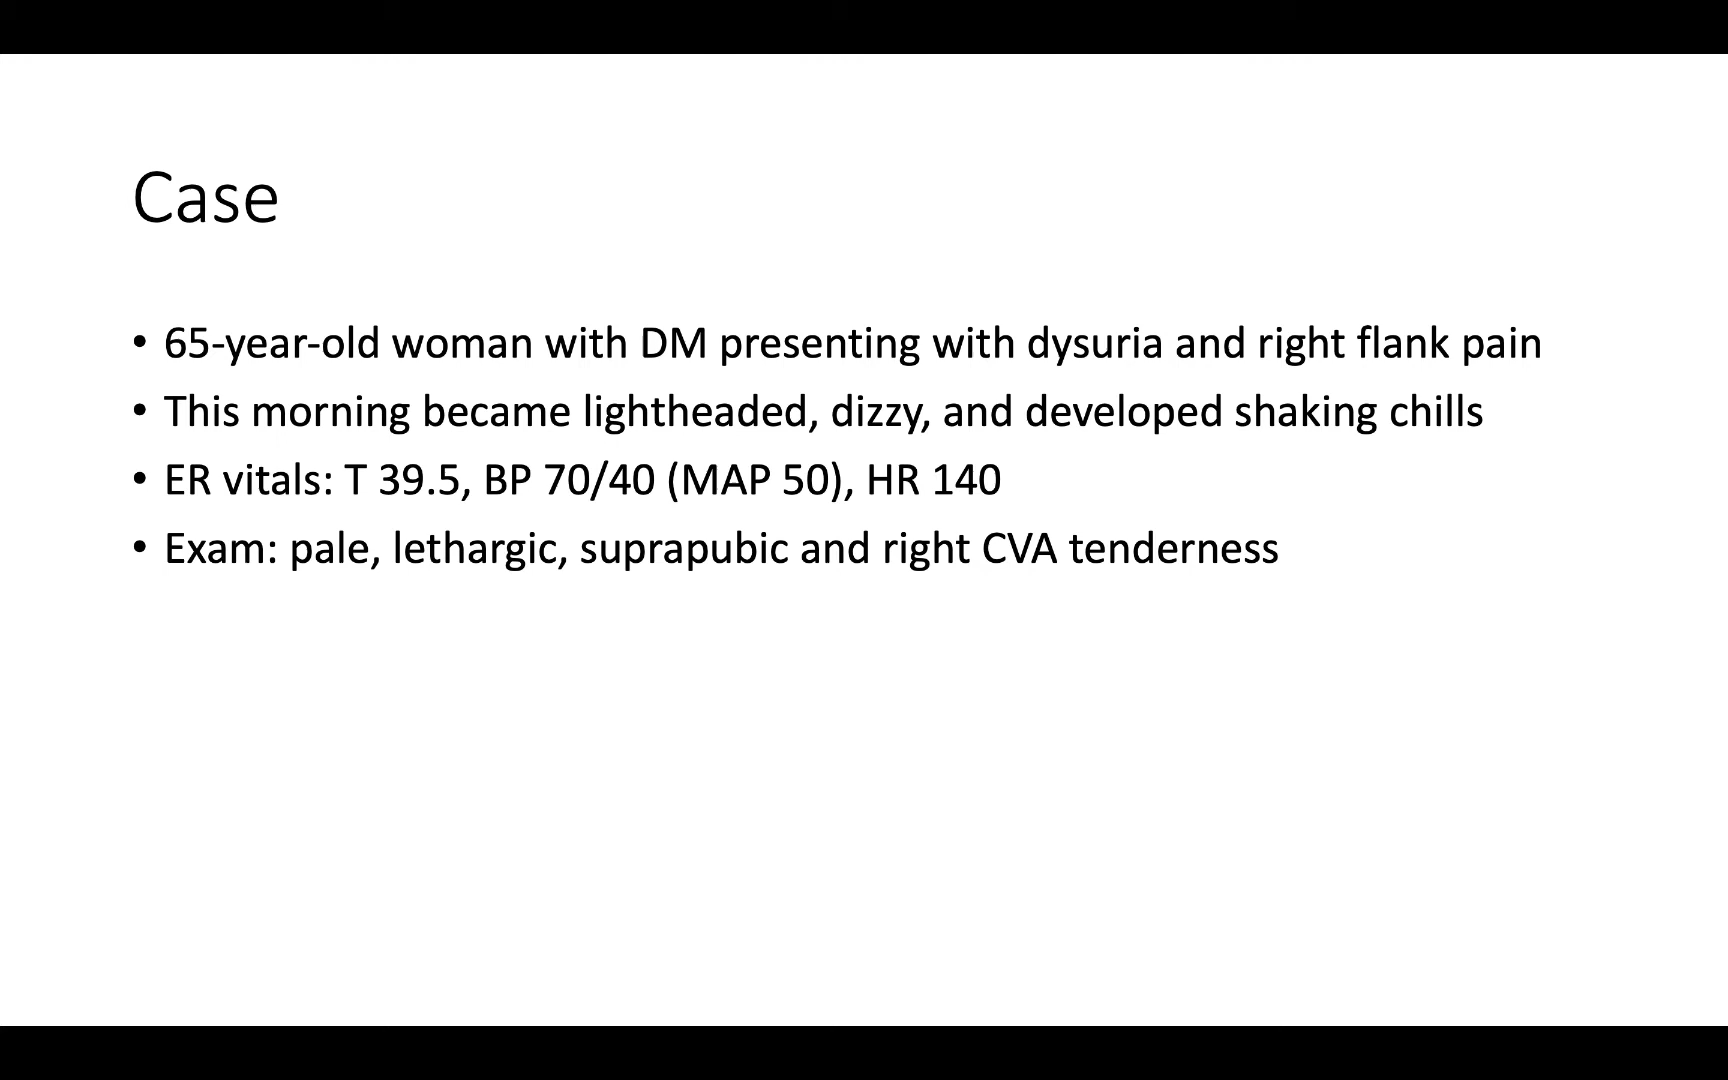 Case
• 65-year-old woman with DM presenting with dysuria and right flank pain
• This morning became lightheaded, dizzy, and developed shaking chills
• ER vitals: T 39.5, BP 70/40 (MAP 50), HR 140
• Exam: pale, lethargic, suprapubic and right CVA tenderness